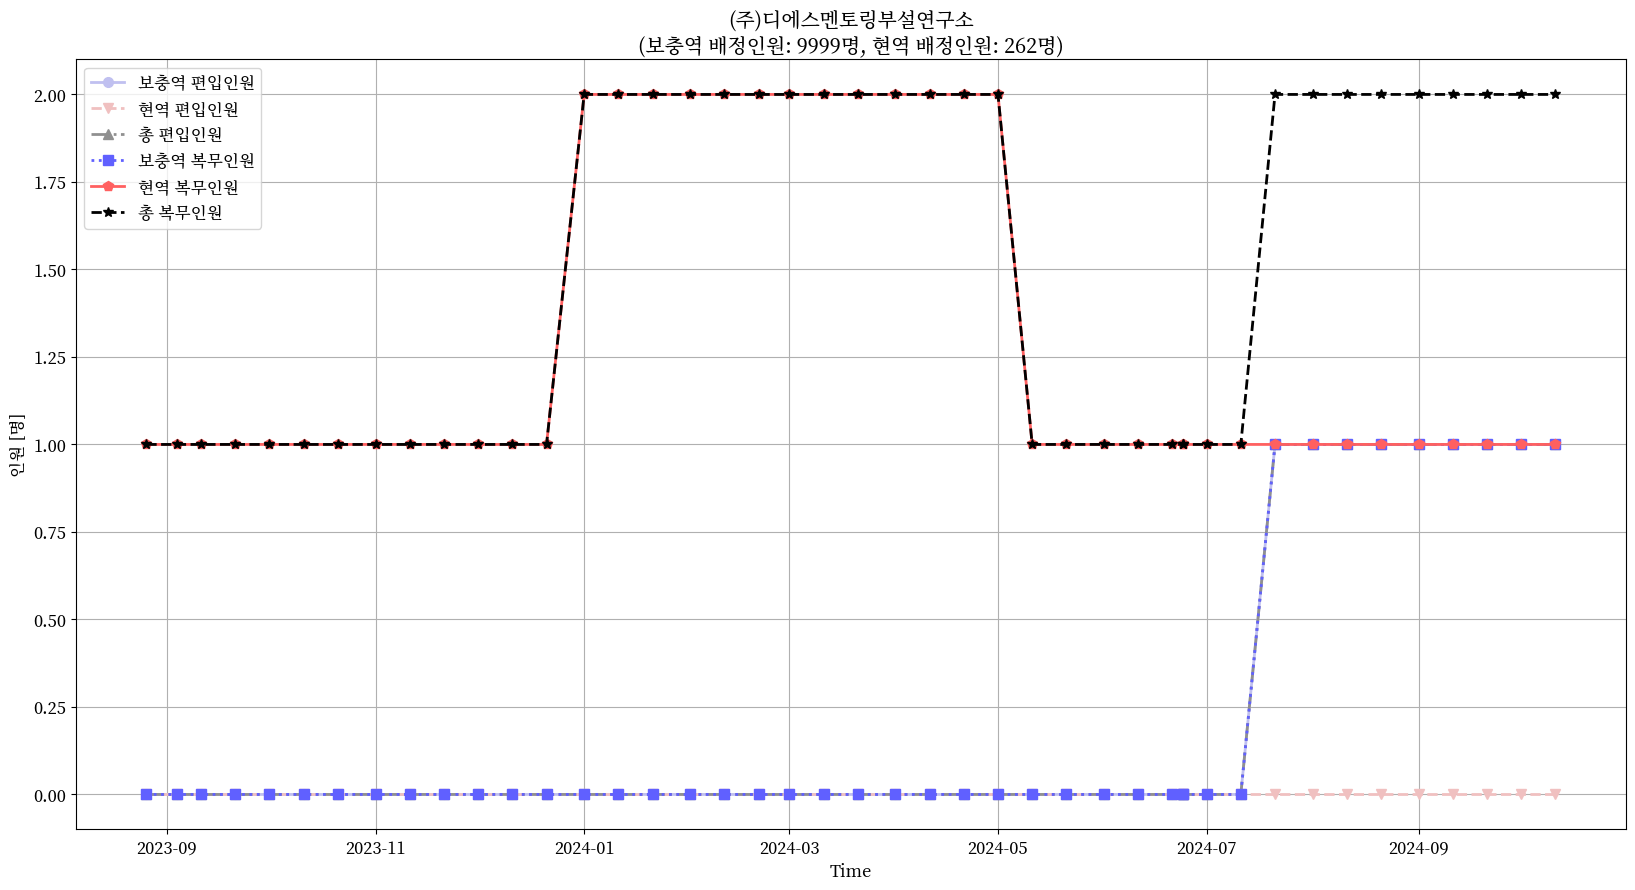 (주)디에스멘토링부설연구소
(보충역 배정인원: 9999명, 현역 배정인원: 262명)
보충역 편입인원
현역 편입인원
총 편입인원
보충역 복무인원
현역 복무인원
총 복무인원
2.00
1.75
1.50
1.25
1.00
0.75
0.50
0.25
0.00
인원 [명]
2023-09 2023-11 2024-01 2024-03 2024-05 2024-07 2024-09
Time